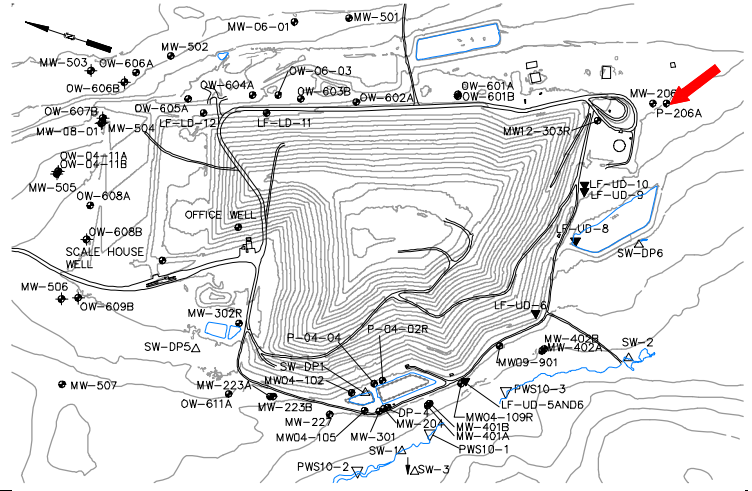 MW-06-01
MW-501
MW-502
MW-503
OW-606A
OW-606B
OW-604A
OW-06-03
OW-603B
OW-602A
OW-601A
OW-601B
MW-206
P-206A
OW-605A
OW-607B
MW-08-01
MW-504
LF-LD-12
LF-LD-11
MW12-303R
OW-04-11A
OW-04-11B
MW-505
OW-608A
LF-UD-10
LF-UD-9
OFFICE WELL
OW-608B
LF-UD-8
SCALE HOUSE
WELL
SW-DP6
MW-506
OW-609B
MW-302R
LF-UD-6
P-04-04
P-04-02R
MW-402B
MW-402A
SW-2
SW-DP5
SW-DP1
MW09-901
MW-507
MW-223A
MW04-102
PWS10-3
OW-611A
MW-223B
LF-UD-5AND6
MW-227
DP-4
MW04-109R
MW-204
MW-401B
MW-401A
MW04-105
MW-301
SW-1
PWS10-1
PWS10-2
SW-3